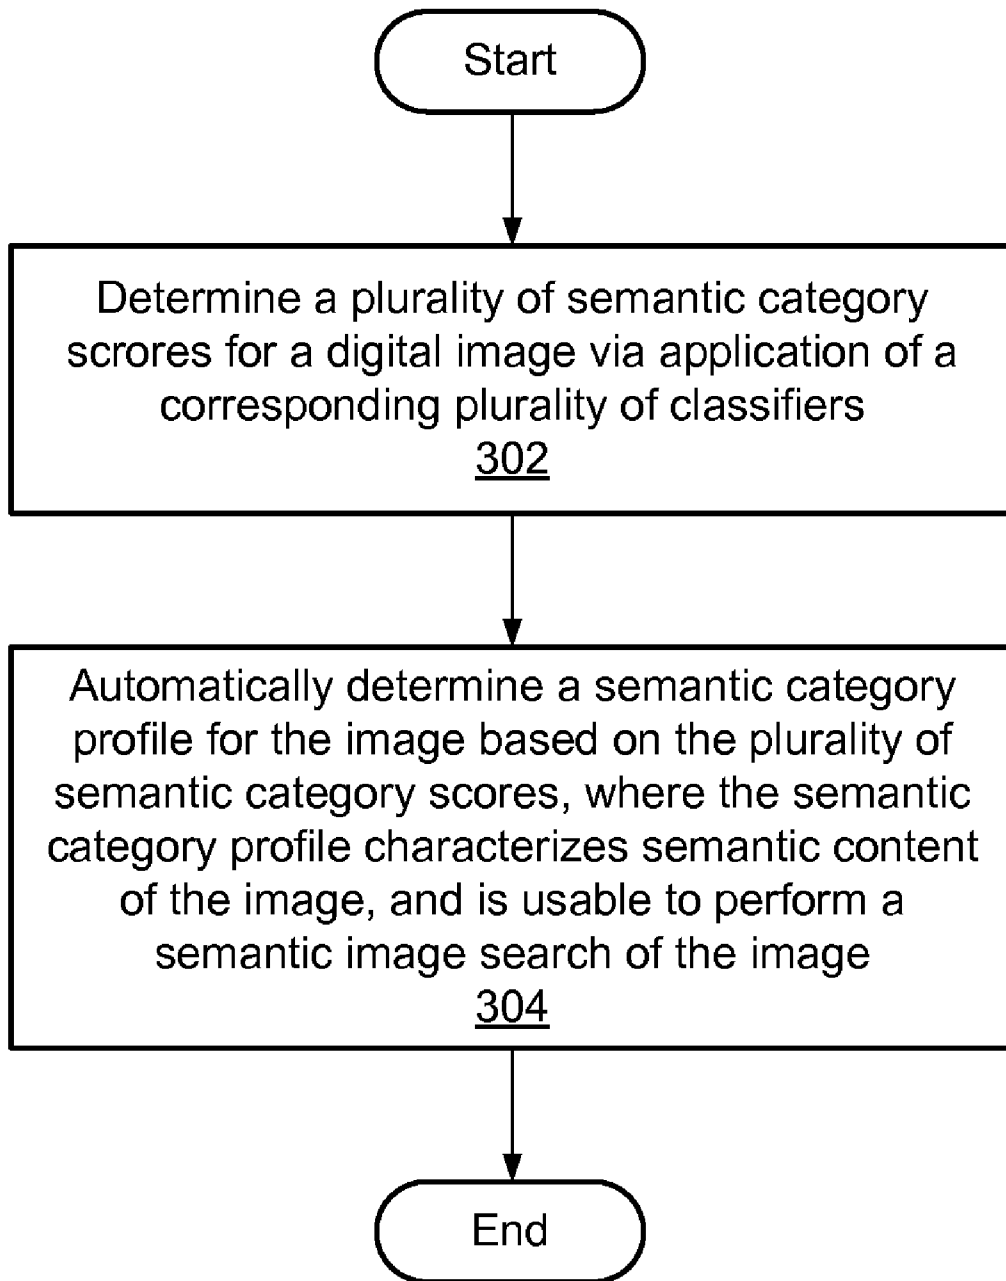 Start
Determine a plurality of semantic category
scrores for a digital image via application of a
corresponding plurality of classifiers
302
Automatically determine a semantic category
profile for the image based on the plurality of
semantic category scores, where the semantic
category profile characterizes semantic content
of the image, and is usable to perform a
semantic image search of the image
304
End